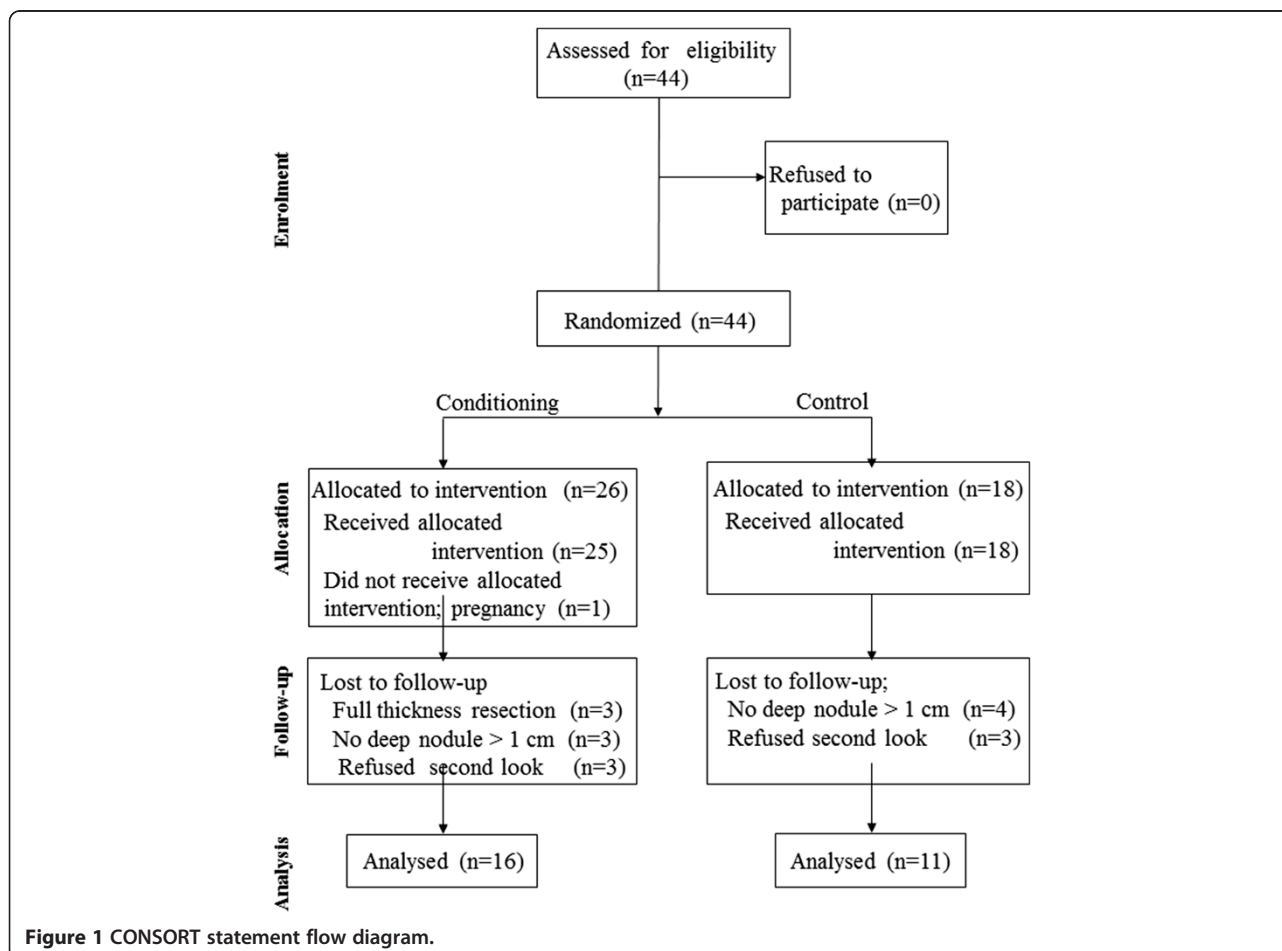 Assessed for eligibility
(n=44)
Enrolment
Refused to
participate (n=0)
Randomized (n=44)
Conditioning
Control
Allocation
Allocated to intervention (n=26)
Received allocated
intervention (n=25)
Did not receive allocated
intervention; pregnancy (n=1)
Allocated to intervention (n=18)
Received allocated
intervention (n=18)
Follow-up
Lost to follow-up
Full thickness resection (n=3)
No deep nodule > 1 cm (n=3)
Refused second look (n=3)
Lost to follow-up;
No deep nodule > 1 cm (n=4)
Refused second look (n=3)
Analysis
Analysed (n=16)
Analysed (n=11)
Figure 1 CONSORT statement flow diagram.